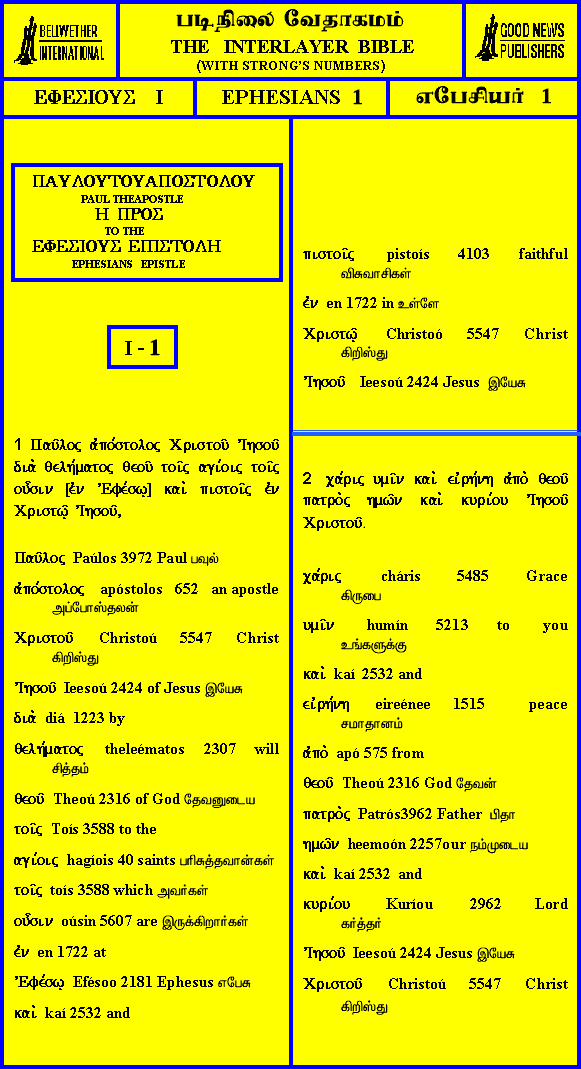 BELLWETHER
INTERNATIONAL
படிநிலை வேதாகமம்
THE INTERLAYER BIBLE
(WITH STRONG'S NUMBERS)
GOOD NEWS
PUBLISHERS
ΕΦΕΣΙΟΥΣ Ι
EPHESIANS 1
எபேசியர் 1
ΠΑΥΛΟΥΤΟΥΑΠΟΣΤΟΛΟΥ
PAUL THEAPOSTLE
Η ΠΡΟΣ
TO THE
ΕΦΕΣΙΟΥΣ ΕΠΙΣΤΟΛΗ
EPHESIANS EPISTLE
I - 1
1 Παῦλος ἀπόστολος Χριστοῦ Ἰησοῦ
διὰ θελήματος θεοῦ τοῖς αγίοις τοῖς
οὖσιν [ἐν Ἐφέσῳ] καὶ πιστοῖς ἐν
Χριστῷ Ἰησοῦ,
Παῦλος Paúlos 3972 Paul பவுல்
ἀπόστολος apóstolos 652 an apostle
அப்போஸ்தலன்
Χριστοῦ Christoú 5547 Christ
கிறிஸ்து
Ἰησοῦ Ieesoú 2424 of Jesus இயேசு
διὰ diá 1223 by
θελήματος theleématos 2307 will
சித்தம்
θεοῦ Theoú 2316 of God தேவனுடைய
τοῖς Toís 3588 to the
αγίοις hagíois 40 saints பரிசுத்தவான்கள்
τοῖς toís 3588 which அவர்கள்
οὖσιν oúsin 5607 are இருக்கிறார்கள்
ἐν en 1722 at
Ἐφέσῳ Efésoo 2181 Ephesus எபேசு
καὶ kaí 2532 and
πιστοῖς pistoís 4103 faithful
விசுவாசிகள்
ἐν en 1722 in உள்ளே
Χριστῷ Christoó 5547 Christ
கிறிஸ்து
Ἰησοῦ Ieesoú 2424 Jesus இயேசு
2 χάρις υμῖν καὶ εἰρήνη ἀπὸ θεοῦ
πατρὸς ημῶν καὶ κυρίου Ἰησοῦ
Χριστοῦ.
χάρις cháris 5485 Grace
கிருபை
υμῖν humín 5213 to you
உங்களுக்கு
καὶ kaí 2532 and
εἰρήνη eireénee 1515 peace
சமாதானம்
ἀπὸ apó 575 from
θεοῦ Theoú 2316 God தேவன்
πατρὸς Patrós3962 Father பிதா
ημῶν heemoón 2257our நம்முடைய
καὶ kaí 2532 and
κυρίου Kuríou 2962 Lord
கர்த்தர்
Ἰησοῦ Ieesoú 2424 Jesus இயேசு
Χριστοῦ Christoú 5547 Christ
கிறிஸ்து